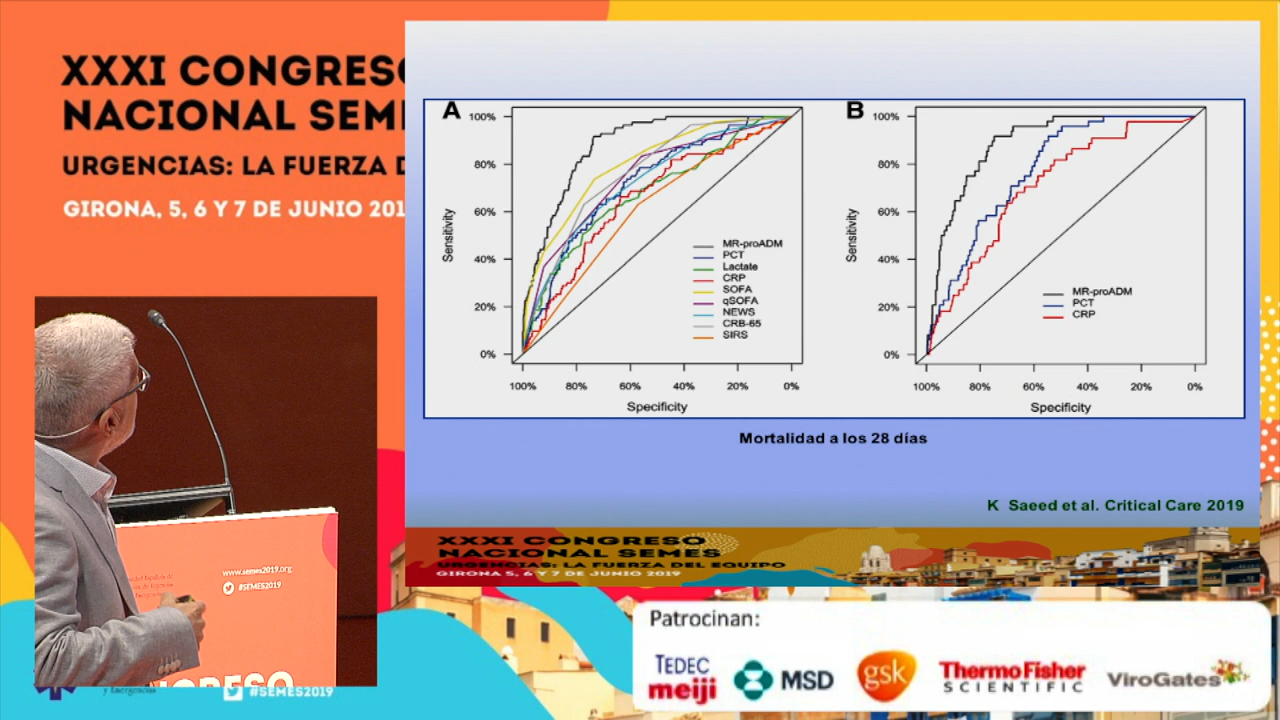 XXXI CONGRESO
NACIONAL SEMES
URGENCIAS: LA FUERZA D
GIRONA, 5, 6 Y 7 DE JUNIO 201
A
100%
80%
60%
40%
20%
0%
Sensitivity
100% 80% 60% 40% 20% 0%
Specificity
MR-proADM
PCT
Lactate
CRP
SOFA
qSOFA
NEWS
CRB-65
SIRS
B
100%
80%
60%
40%
20%
0%
Sensitivity
100% 80% 60% 40% 20% 0%
Specificity
MR-proADM
PCT
CRP
Mortalidad a los 28 días
K Saeed et al. Critical Care 2019
XXXI CONGRESO
NACIONAL SEMES
URGENCIAS: LA FUERZA DEL EQUIPO
GIRONA 5, 6 Y 7 DE JUNIO 2019
www.semes2019.org
#SEMES2019
y Emergencias
#SEMES2019
Patrocinan:
TEDEC
meiji
MSD
gsk
ThermoFisher
SCIENTIFIC
ViroGates